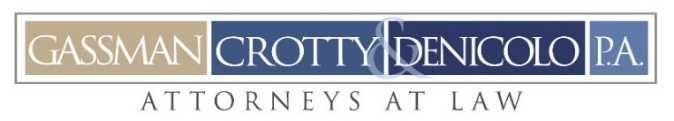 GASSMAN CROTTY & DENICOLO P.A.
ATTORNEYS AT LAW